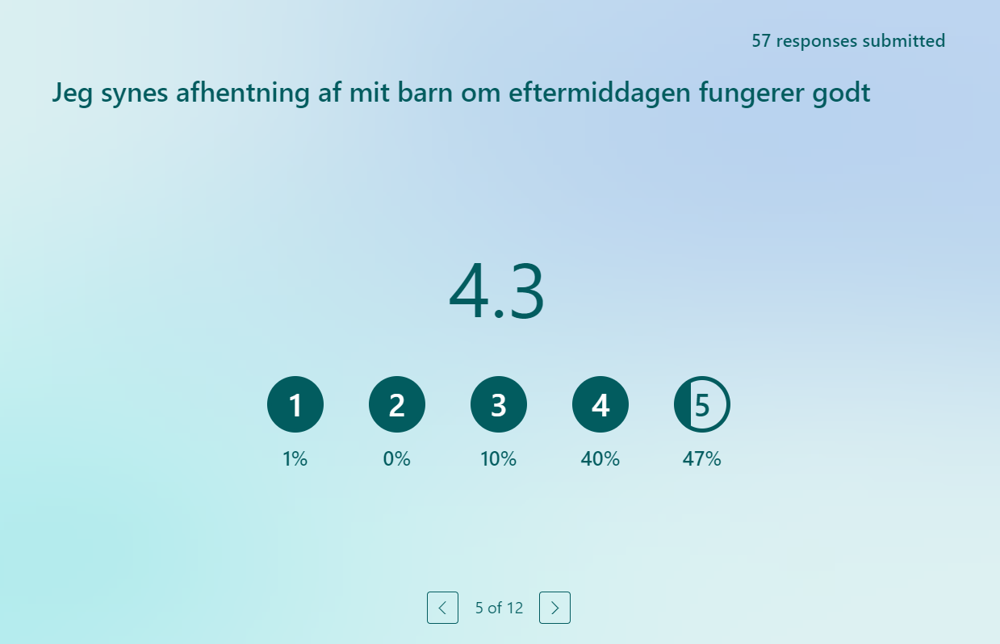 57 responses submitted
Jeg synes afhentning af mit barn om eftermiddagen fungerer godt
4.3
1 2 3 4 5
1% 0% 10% 40% 47%
5 of 12